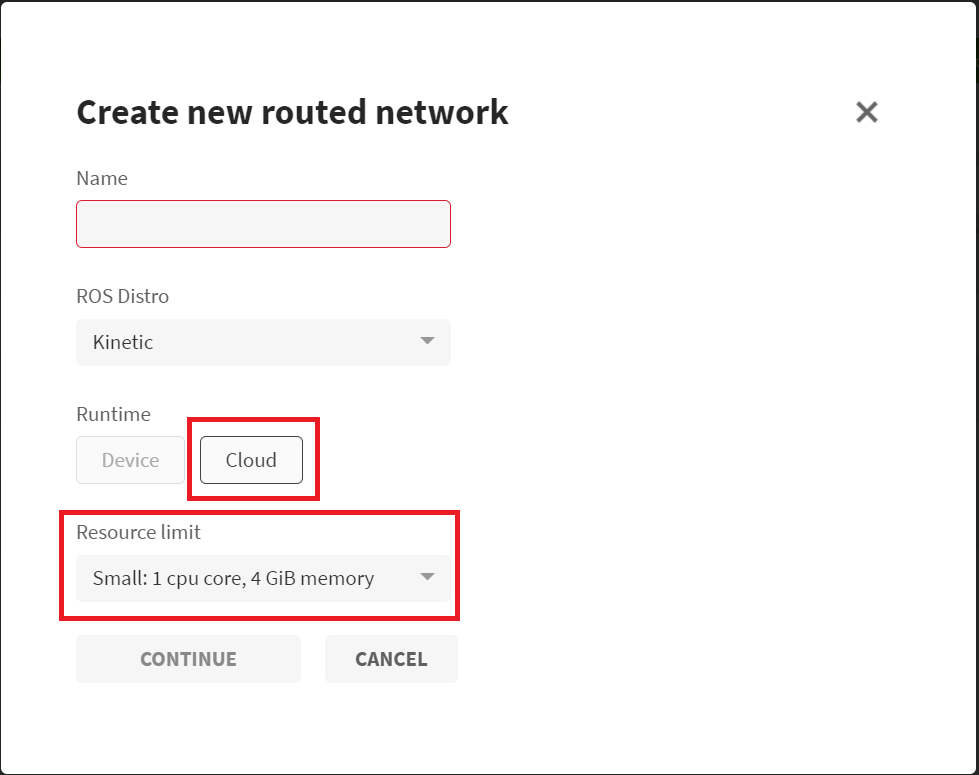 Create new routed network
Name
ROS Distro
Kinetic
Runtime
Device
Cloud
Resource limit
Small: 1 cpu core, 4 GiB memory
CONTINUE
CANCEL